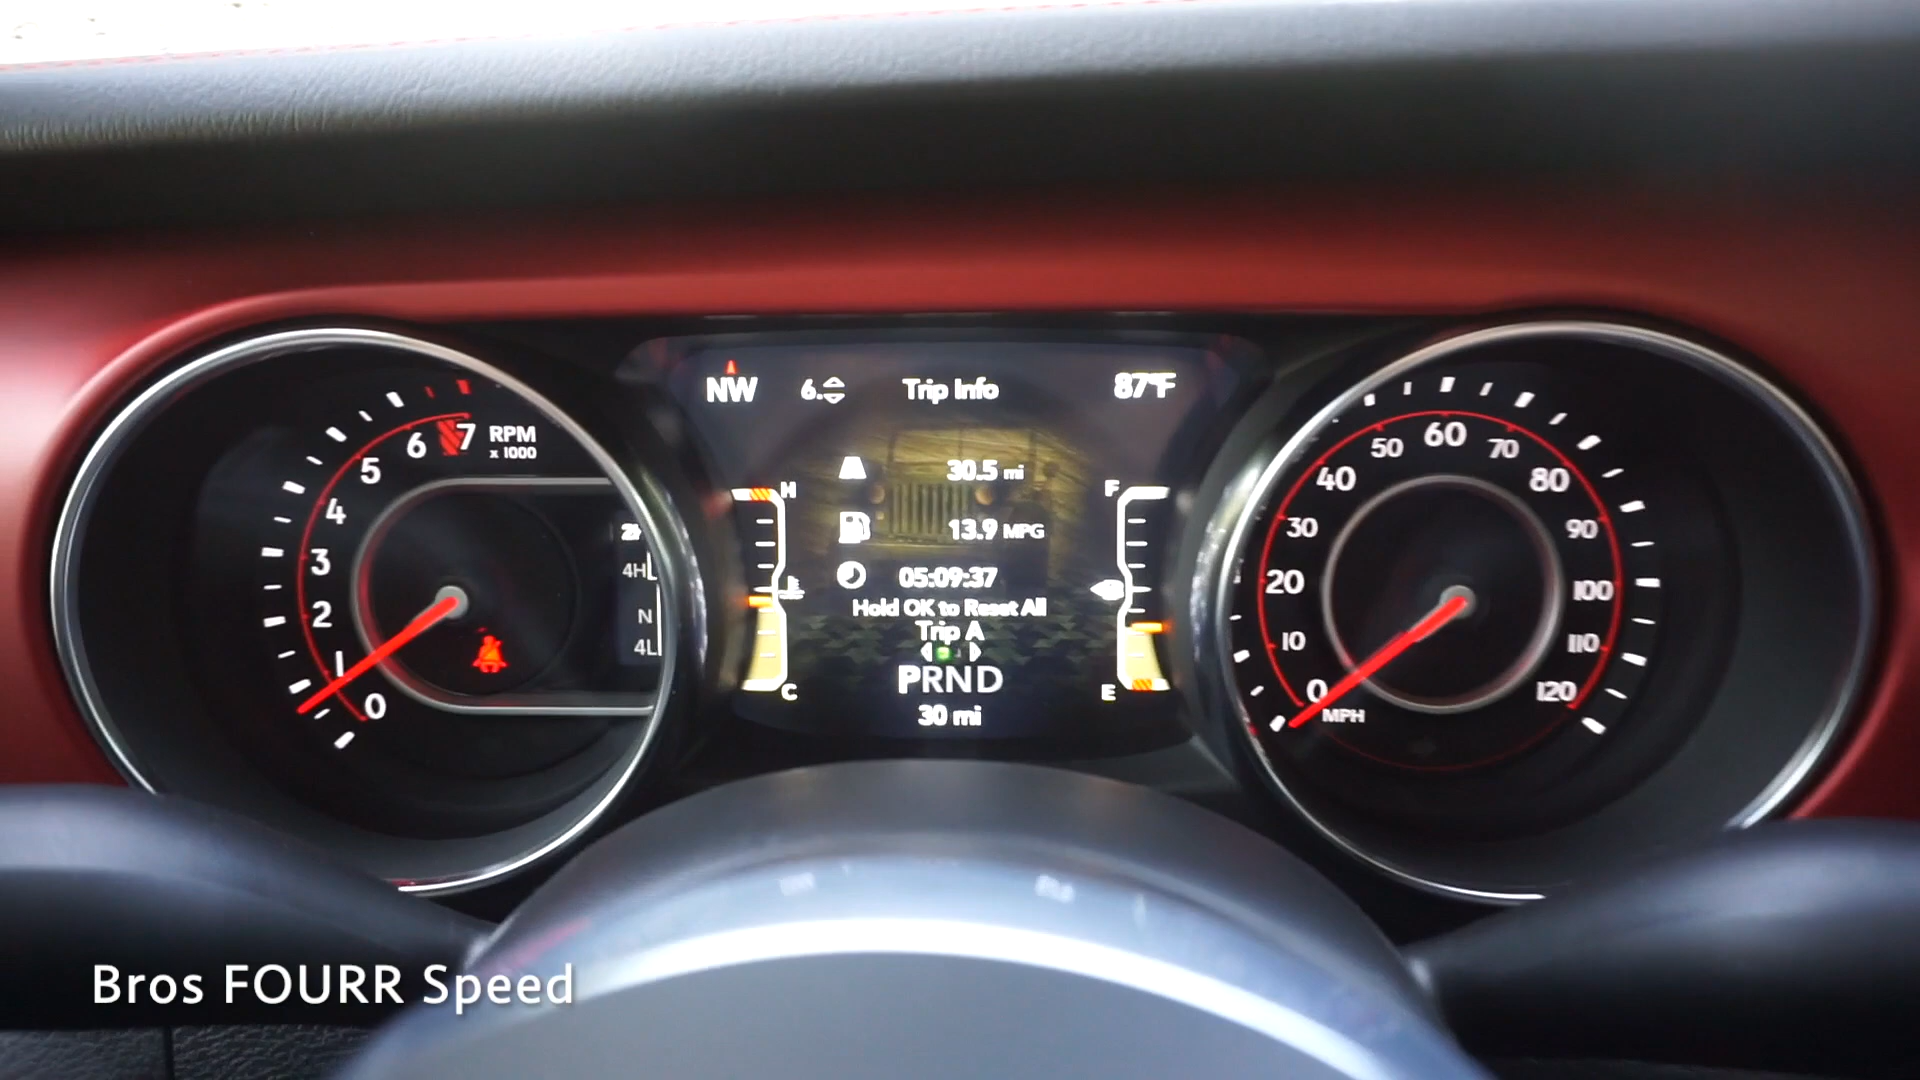 NW 6. Trip Info 87°F
7 RPM
x 1000
6
5
4
3
2
1
0
2H
4H
N
4L
H
C
30.5 mi
13.9 MPG
05:09:37
Hold OK to Reset All
Trip A
PRND
30 mi
F
E
0
10
20
30
40
50
60
70
80
90
100
110
120
MPH
Bros FOURR Speed